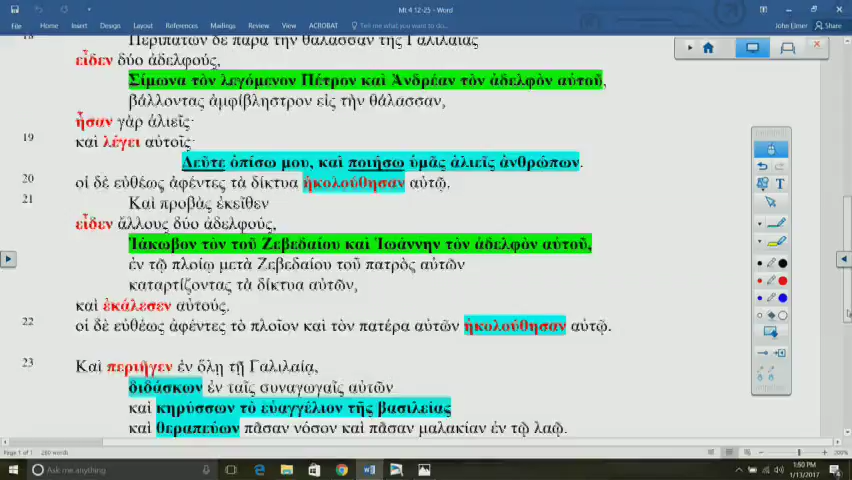 Mt 4 12-25 - Word
File Home Insert Design Layout References Mailings Review View ACROBAT Tell me what you want to do... John Elmer Share
Περιπατῶν δὲ παρὰ τὴν θάλασσαν τῆς Γαλιλαίας
εἶδεν δύο ἀδελφούς,
Σίμωνα τὸν λεγόμενον Πέτρον καὶ Ἀνδρέαν τὸν ἀδελφὸν αὐτοῦ,
βάλλοντας ἀμφίβληστρον εἰς τὴν θάλασσαν,
ἦσαν γὰρ ἁλιεῖς·
19 καὶ λέγει αὐτοῖς·
Δεῦτε ὀπίσω μου, καὶ ποιήσω ὑμᾶς ἁλιεῖς ἀνθρώπων.
20 οἱ δὲ εὐθέως ἀφέντες τὰ δίκτυα ἠκολούθησαν αὐτῷ.
21 Καὶ προβὰς ἐκεῖθεν
εἶδεν ἄλλους δύο ἀδελφούς,
Ἰάκωβον τὸν τοῦ Ζεβεδαίου καὶ Ἰωάννην τὸν ἀδελφὸν αὐτοῦ,
ἐν τῷ πλοίῳ μετὰ Ζεβεδαίου τοῦ πατρὸς αὐτῶν
καταρτίζοντας τὰ δίκτυα αὐτῶν,
καὶ ἐκάλεσεν αὐτούς.
22 οἱ δὲ εὐθέως ἀφέντες τὸ πλοῖον καὶ τὸν πατέρα αὐτῶν ἠκολούθησαν αὐτῷ.
23 Καὶ περιῆγεν ἐν ὅλῃ τῇ Γαλιλαίᾳ,
διδάσκων ἐν ταῖς συναγωγαῖς αὐτῶν
καὶ κηρύσσων τὸ εὐαγγέλιον τῆς βασιλείας
καὶ θεραπεύων πᾶσαν νόσον καὶ πᾶσαν μαλακίαν ἐν τῷ λαῷ.
Page 1 of 1 280 words
Ask me anything
1:50 PM
1/13/2017